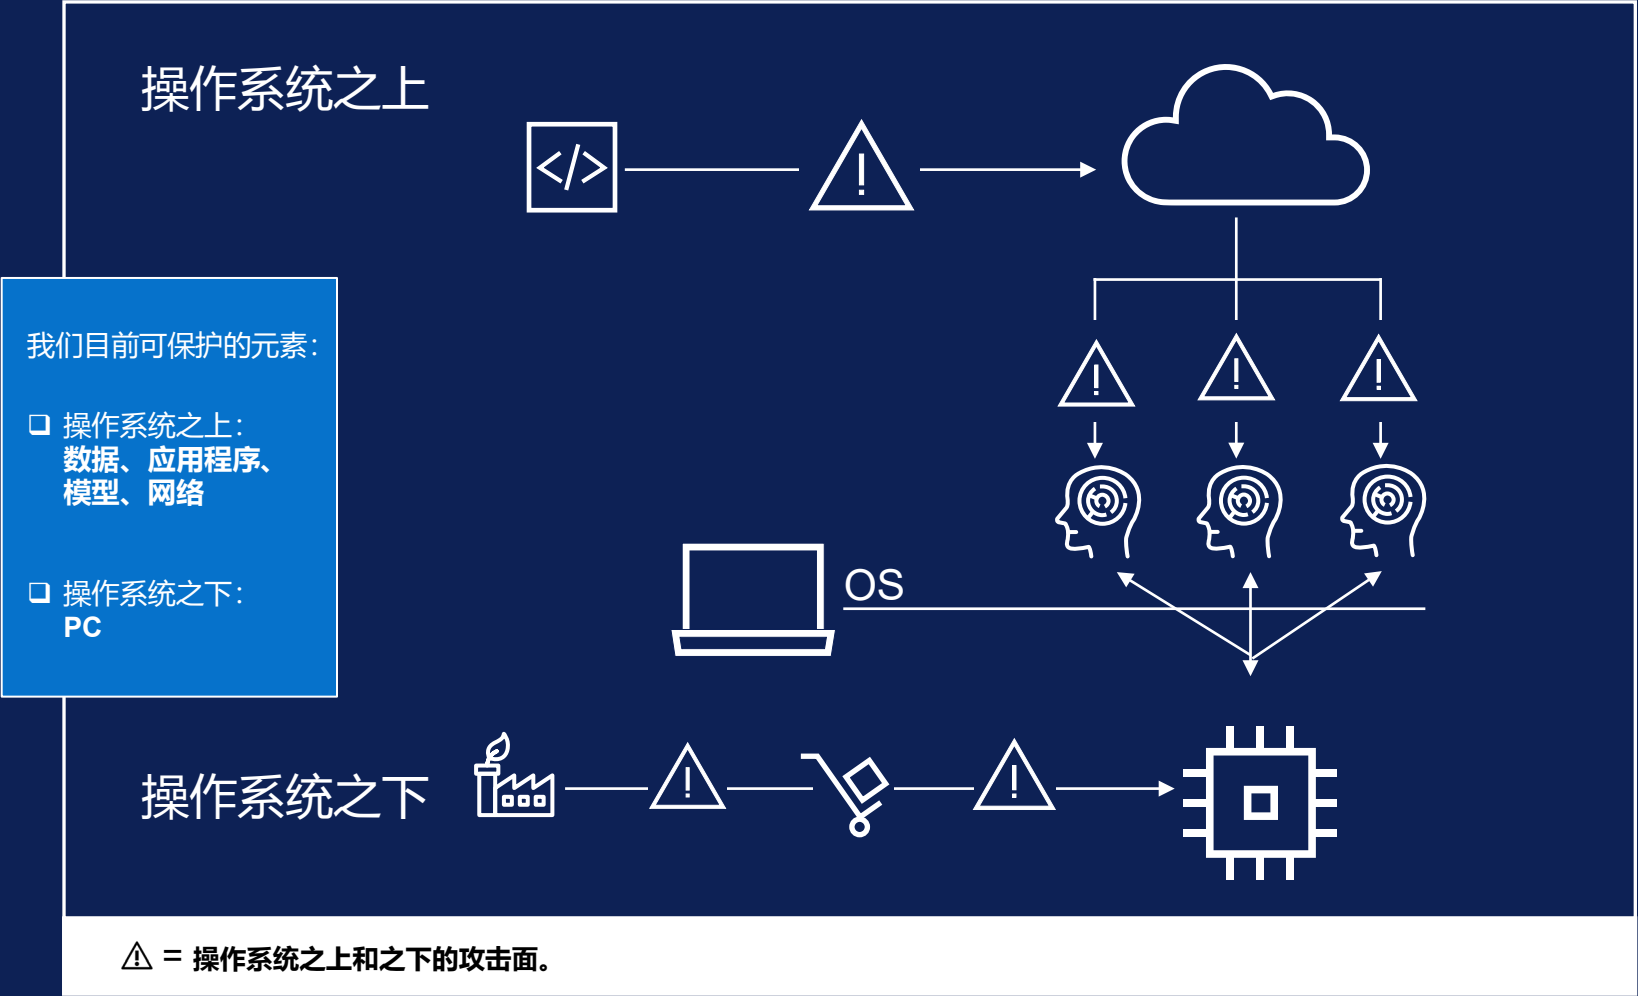 操作系统之上
</>
我们目前可保护的元素：
❑ 操作系统之上：
数据、应用程序、
模型、网络
❑ 操作系统之下：
PC
OS
操作系统之下
= 操作系统之上和之下的攻击面。